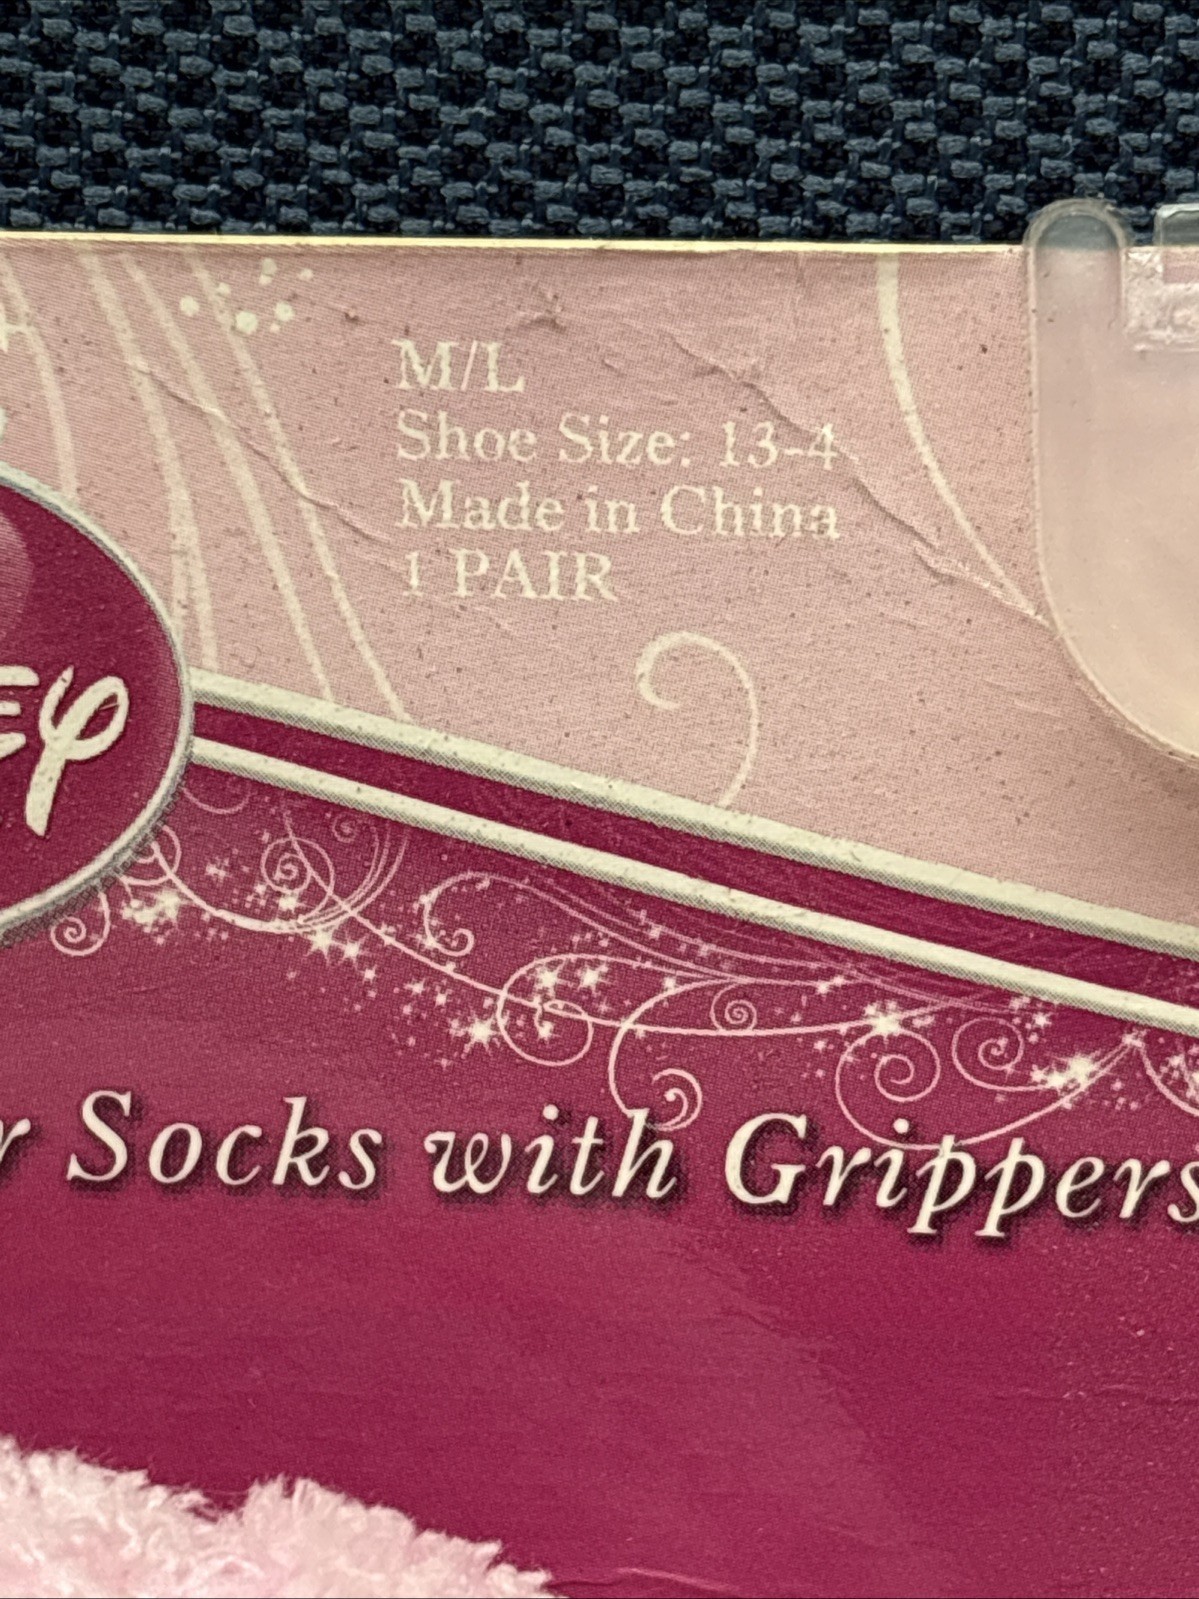 M/L
Shoe Size: 13-4
Made in China
1 PAIR
Socks with Grippers